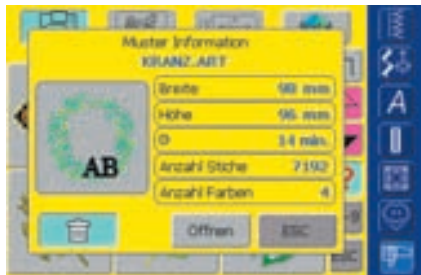 Muster Information
KRANZ.ART
Breite 98 mm
Höhe 96 mm
14 min.
Anzahl Stiche 7192
Anzahl Farben 4
AB
Öffnen
ESC
A